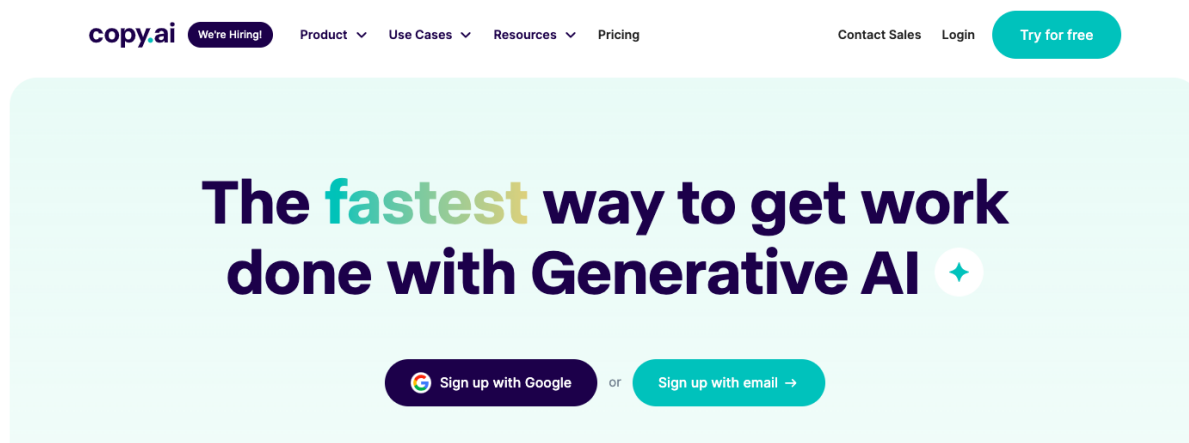 copy.ai We're Hiring! Product Use Cases Resources Pricing Contact Sales Login Try for free
The fastest way to get work
done with Generative AI
Sign up with Google or Sign up with email →